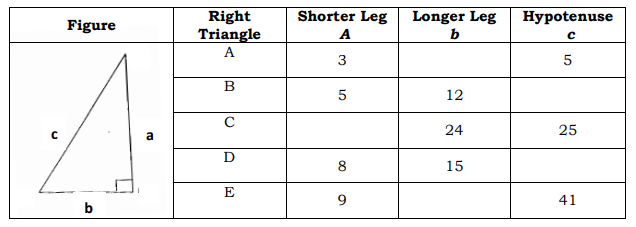 Figure
Right Triangle
Shorter Leg A
Longer Leg b
Hypotenuse c
A 3 5
B 5 12
C 24 25
D 8 15
E 9 41
c
a
b